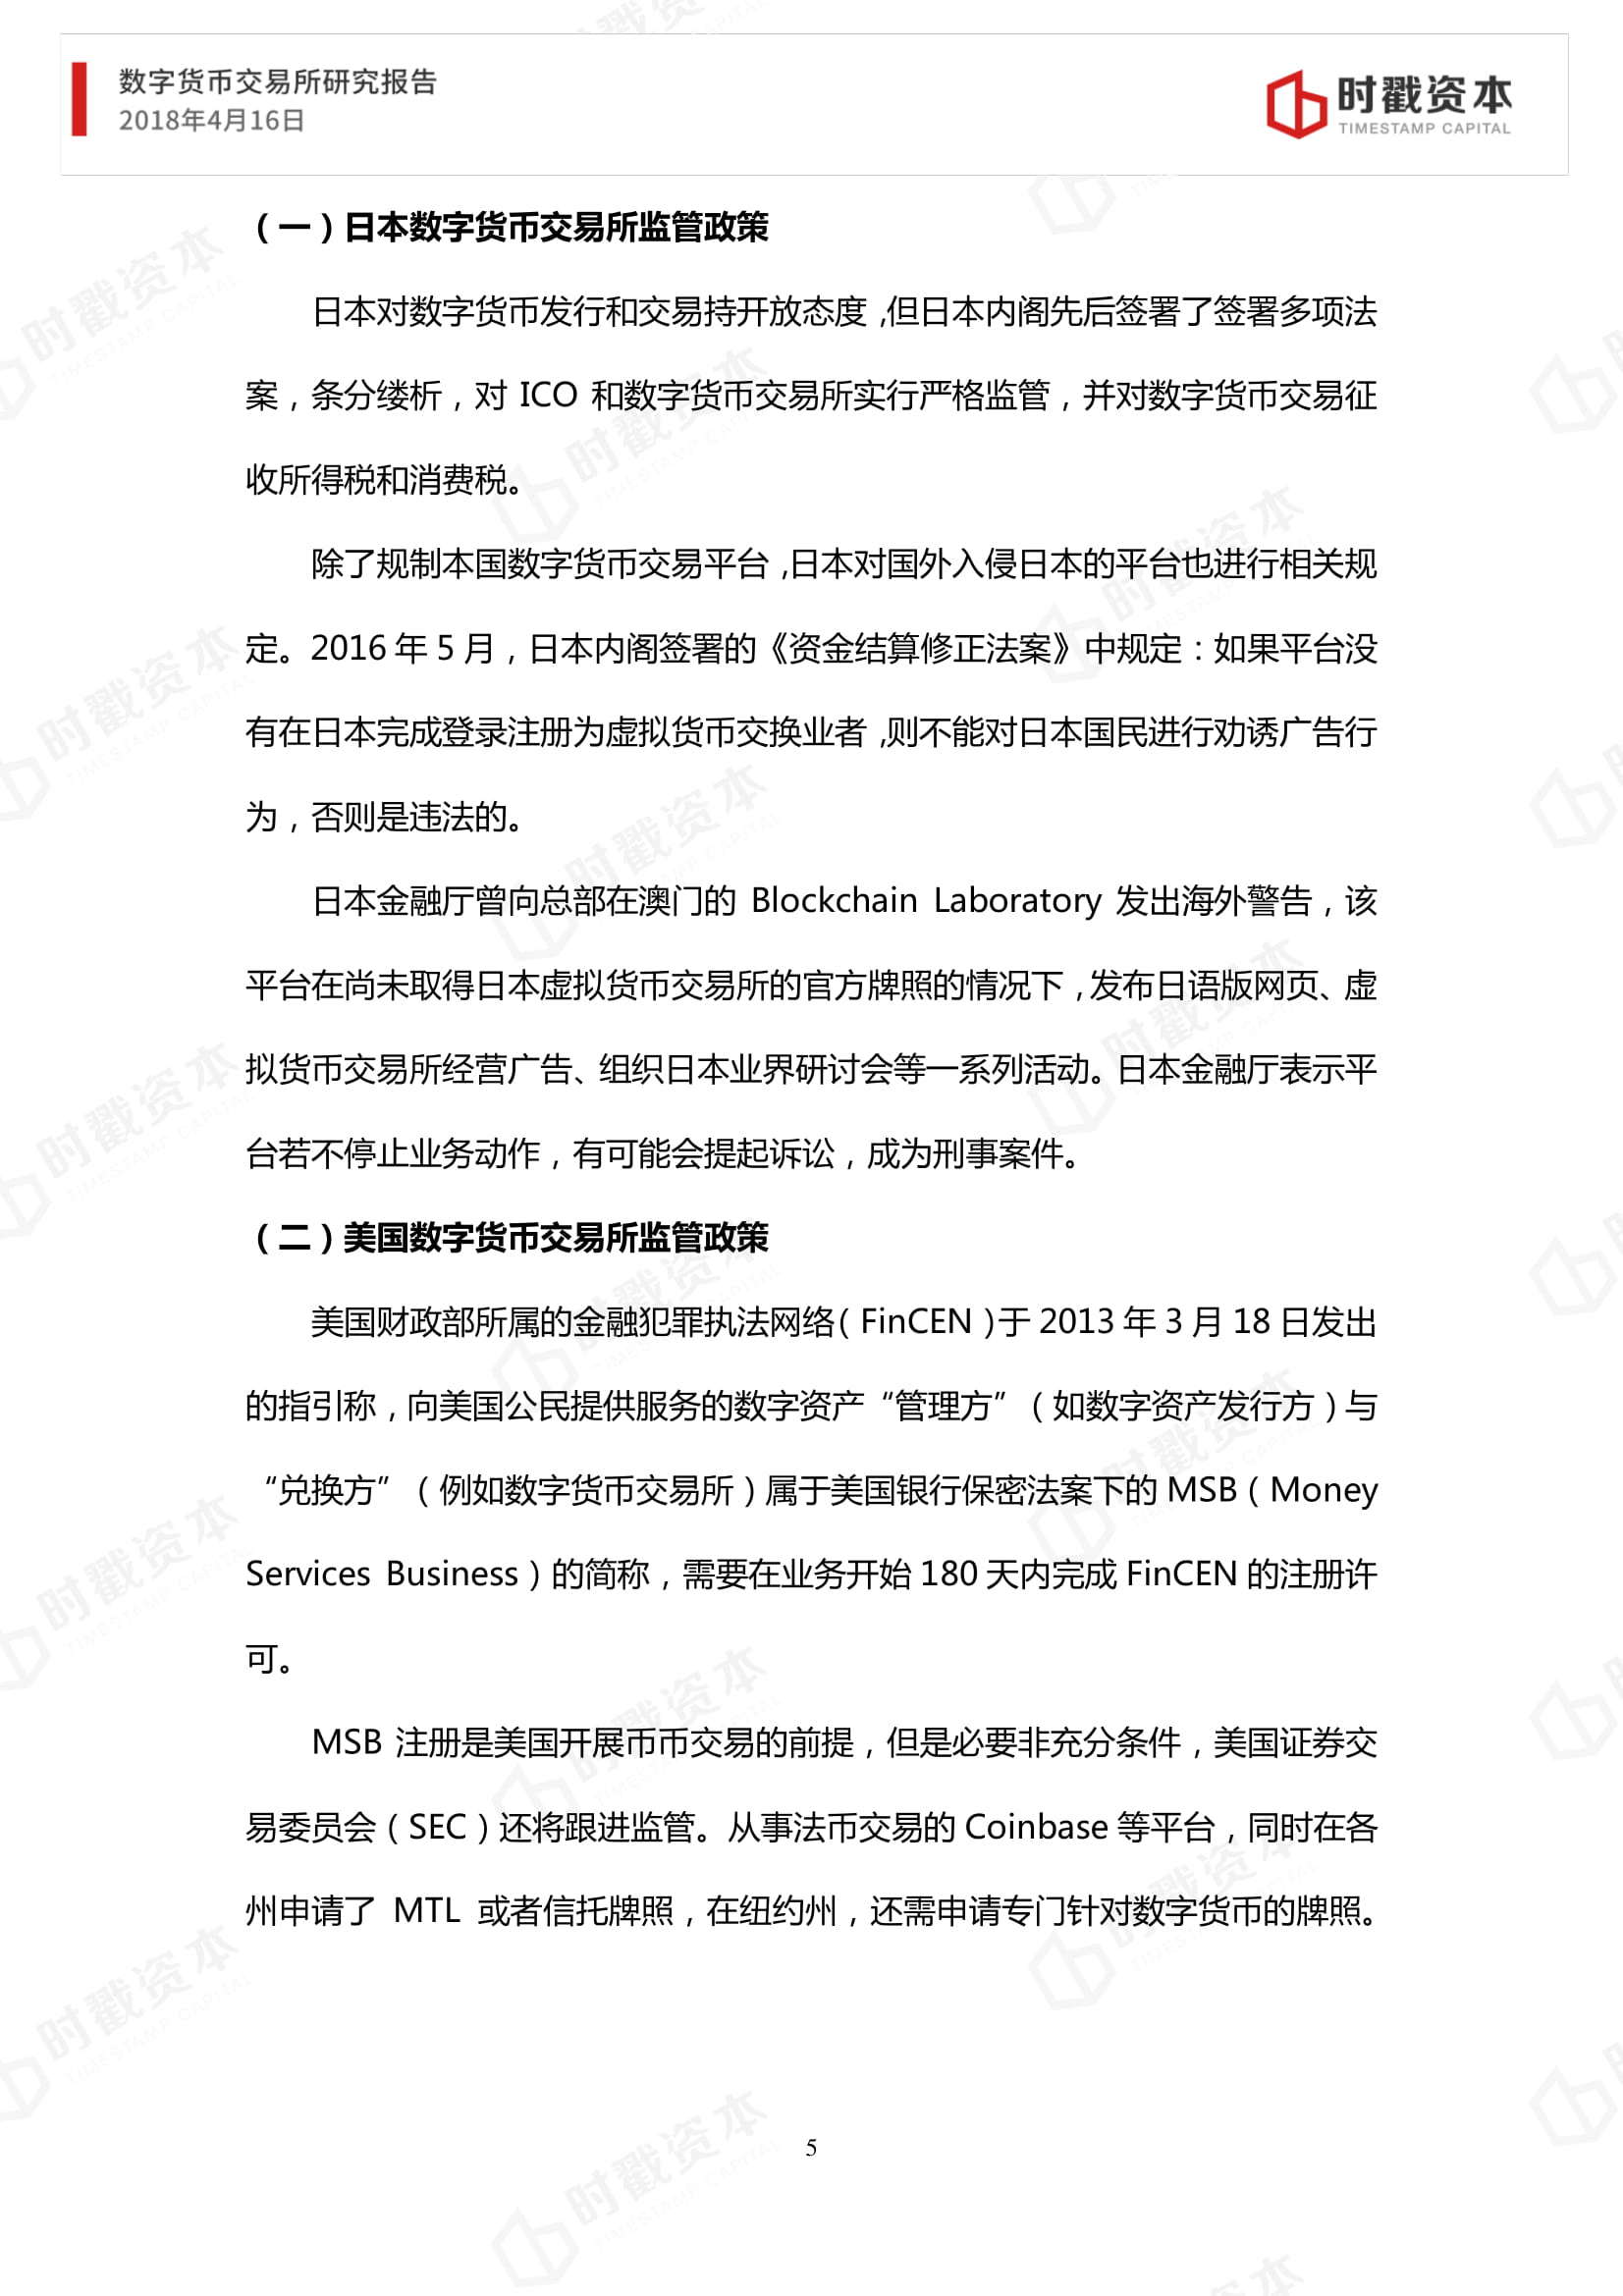 数字货币交易所研究报告
2018年4月16日
时戳资本
TIMESTAMP CAPITAL
（一）日本数字货币交易所监管政策
日本对数字货币发行和交易持开放态度，但日本内阁先后签署了签署多项法
案，条分缕析，对 ICO 和数字货币交易所实行严格监管，并对数字货币交易征
收所得税和消费税。
除了规制本国数字货币交易平台，日本对国外入侵日本的平台也进行相关规
定。2016 年 5 月，日本内阁签署的《资金结算修正法案》中规定：如果平台没
有在日本完成登录注册为虚拟货币交换业者，则不能对日本国民进行劝诱广告行
为，否则是违法的。
日本金融厅曾向总部在澳门的 Blockchain Laboratory 发出海外警告，该
平台在尚未取得日本虚拟货币交易所的官方牌照的情况下，发布日语版网页、虚
拟货币交易所经营广告、组织日本业界研讨会等一系列活动。日本金融厅表示平
台若不停止业务动作，有可能会提起诉讼，成为刑事案件。
（二）美国数字货币交易所监管政策
美国财政部所属的金融犯罪执法网络（FinCEN）于 2013 年 3 月 18 日发出
的指引称，向美国公民提供服务的数字资产“管理方”（如数字资产发行方）与
“兑换方”（例如数字货币交易所）属于美国银行保密法案下的 MSB（Money
Services Business）的简称，需要在业务开始 180 天内完成 FinCEN 的注册许
可。
MSB 注册是美国开展币币交易的前提，但是必要非充分条件，美国证券交
易委员会（SEC）还将跟进监管。从事法币交易的 Coinbase 等平台，同时在各
州申请了 MTL 或者信托牌照，在纽约州，还需申请专门针对数字货币的牌照。
5